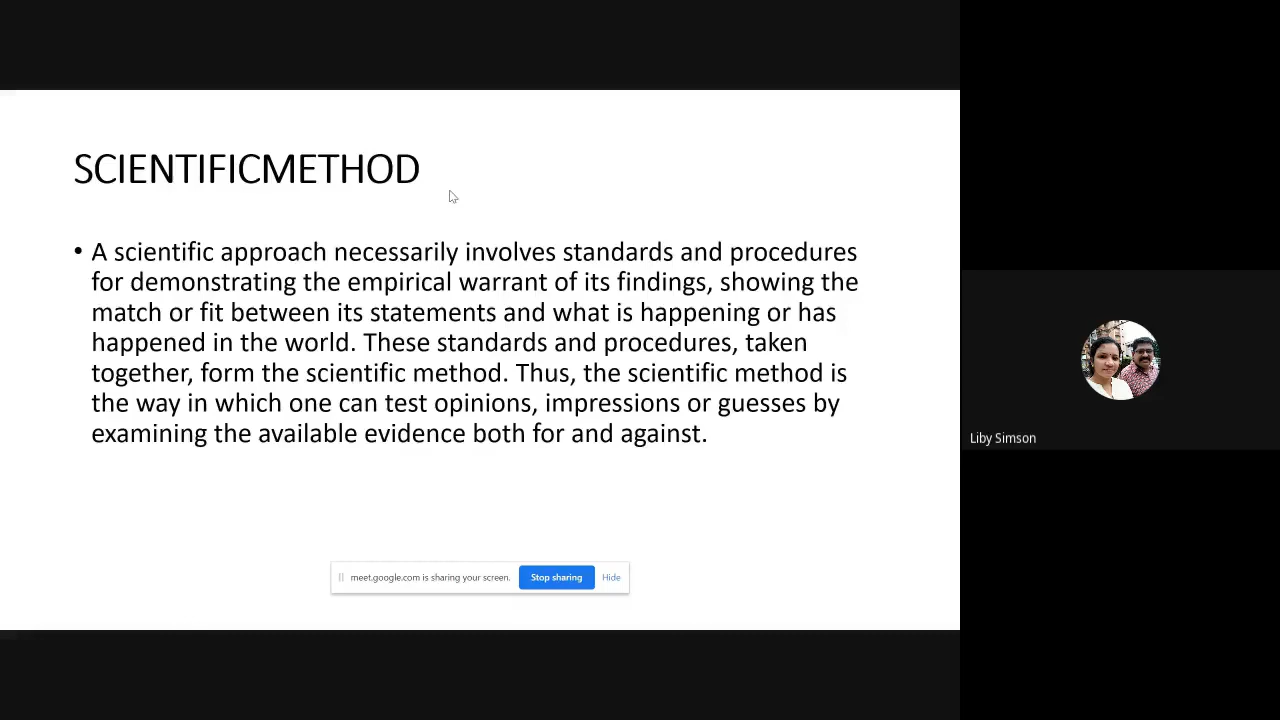 SCIENTIFICMETHOD
• A scientific approach necessarily involves standards and procedures
for demonstrating the empirical warrant of its findings, showing the
match or fit between its statements and what is happening or has
happened in the world. These standards and procedures, taken
together, form the scientific method. Thus, the scientific method is
the way in which one can test opinions, impressions or guesses by
examining the available evidence both for and against.
meet.google.com is sharing your screen. Stop sharing Hide
Liby Simson